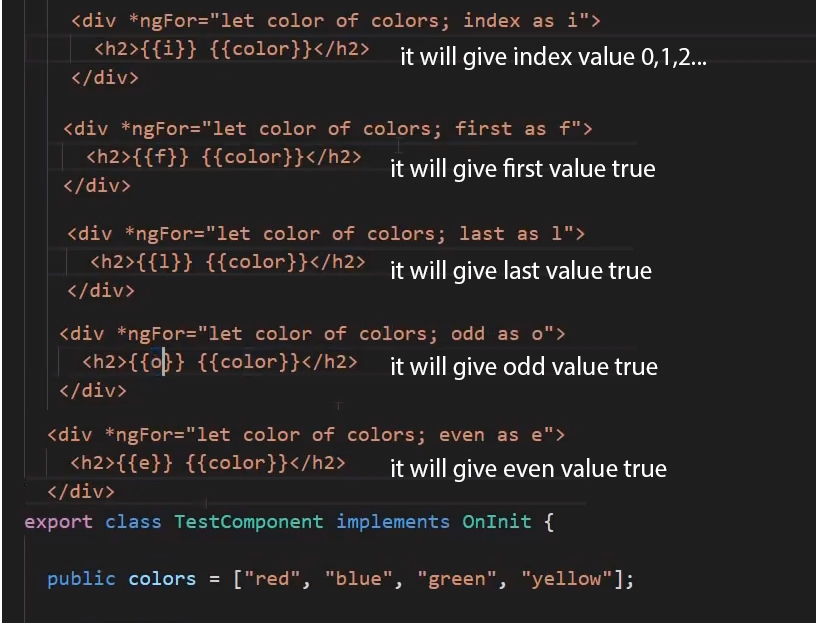 <div *ngFor="let color of colors; index as i">
<h2>{{i}} {{color}}</h2> it will give index value 0,1,2...
</div>
<div *ngFor="let color of colors; first as f">
<h2>{{f}} {{color}}</h2> it will give first value true
</div>
<div *ngFor="let color of colors; last as l">
<h2>{{l}} {{color}}</h2> it will give last value true
</div>
<div *ngFor="let color of colors; odd as o">
<h2>{{o}} {{color}}</h2> it will give odd value true
</div>
<div *ngFor="let color of colors; even as e">
<h2>{{e}} {{color}}</h2> it will give even value true
</div>
export class TestComponent implements OnInit {
public colors = ["red", "blue", "green", "yellow"];